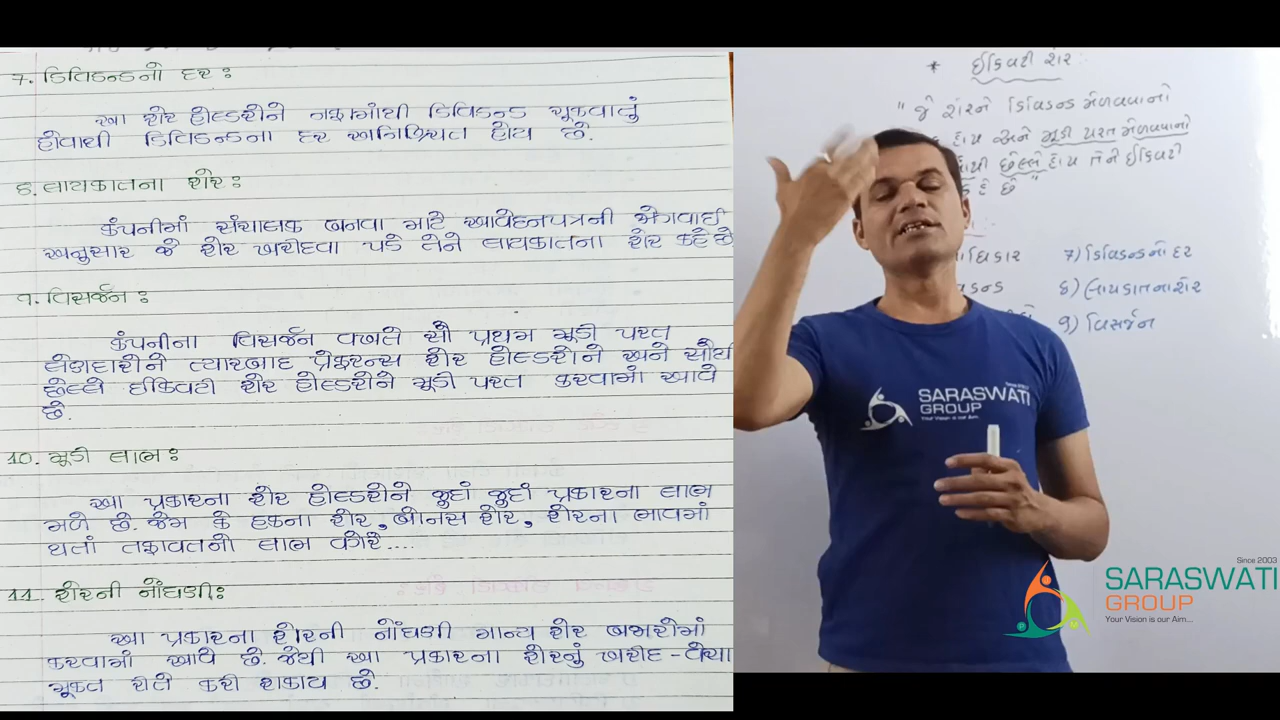 7. ડિવિડન્ડનો દર :
આ શેર હોલ્ડરોને નફામાંથી ડિવિડન્ડ ચૂકવાતું
હોવાથી ડિવિડન્ડના દર અનિશ્ચિત હોય છે.
8. લાયકાતના શેર :
કંપનીમાં સંચાલક બનવા માટે આવેદનપત્રની જોગવાઈ
અનુસાર જે શેર ખરીદવા પડે તેને લાયકાતના શેર કહે છે
9. વિસર્જન :
કંપનીના વિસર્જન વખતે સૌ પ્રથમ મૂડી પરત
લેણદારોને ત્યારબાદ પ્રેફરન્સ શેર હોલ્ડરોને અને સૌથી
છેલ્લે ઈક્વિટી શેર હોલ્ડરોને મૂડી પરત કરવામાં આવે
છે.
10. મૂડી લાભ :
આ પ્રકારના શેર હોલ્ડરોને જુદાં જુદાં પ્રકારના લાભ
મળે છે. જેમ કે હકના શેર, બોનસ શેર, શેરના ભાવમાં
થતાં તફાવતનો લાભ વગેરે....
11. શેરની નોંધણી :
આ પ્રકારના શેરની નોંધણી માન્ય શેર બજારોમાં
કરવામાં આવે છે. જેથી આ પ્રકારના શેરનું ખરીદ-વેચા
મુક્ત રીતે કરી શકાય છે.
* ઈક્વિટી શેર
" જે શેરને ડિવિડન્ડ મેળવવાનો
હોય અને મૂડી પરત મેળવવાનો
છેલ્લે હોય તેને ઈક્વિટી
કહે છે "
7) ડિવિડન્ડનો દર
8) લાયકાતના શેર
9) વિસર્જન
SARASWATI
GROUP
Your Vision is our Aim...
Since 2003
SARASWATI
GROUP
Your Vision is our Aim...